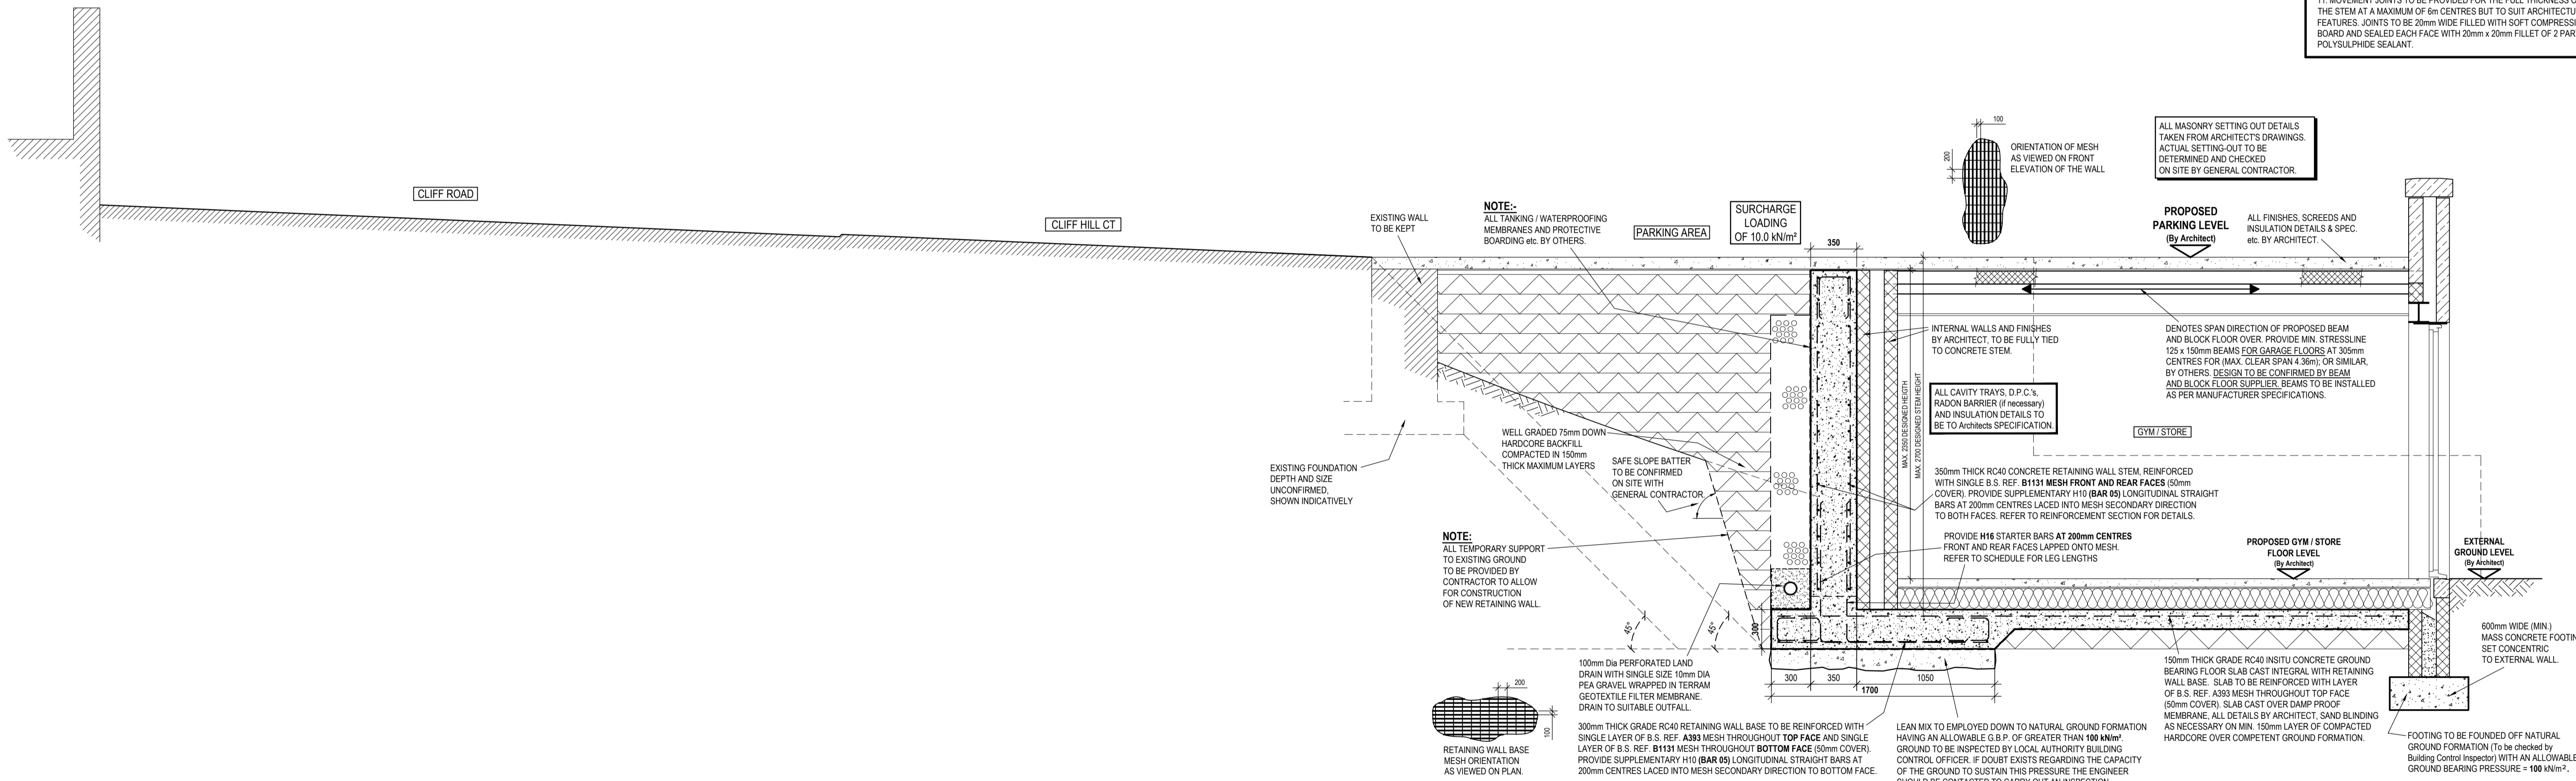 11. MOVEMENT JOINTS TO BE PROVIDED FOR THE FULL THICKNESS
THE STEM AT A MAXIMUM OF 6m CENTRES BUT TO SUIT
FEATURES. JOINTS TO BE 20mm WIDE FILLED WITH SOFT
BOARD AND SEALED EACH FACE WITH 20mm x 20mm FILLET OF 2
POLYSULPHIDE SEALANT.
100
200
ORIENTATION OF MESH
AS VIEWED ON FRONT
ELEVATION OF THE WALL
ALL MASONRY SETTING OUT DETAILS
TAKEN FROM ARCHITECT'S DRAWINGS.
ACTUAL SETTING-OUT TO BE
DETERMINED AND CHECKED
ON SITE BY GENERAL CONTRACTOR.
CLIFF ROAD
CLIFF HILL CT
EXISTING WALL
TO BE KEPT
NOTE:-
ALL TANKING / WATERPROOFING
MEMBRANES AND PROTECTIVE
BOARDING etc. BY OTHERS.
PARKING AREA
SURCHARGE
LOADING
OF 10.0 kN/m²
350
PROPOSED
PARKING LEVEL
(By Architect)
ALL FINISHES, SCREEDS AND
INSULATION DETAILS & SPEC.
etc. BY ARCHITECT.
INTERNAL WALLS AND FINISHES
BY ARCHITECT, TO BE FULLY TIED
TO CONCRETE STEM.
DENOTES SPAN DIRECTION OF PROPOSED BEAM
AND BLOCK FLOOR OVER. PROVIDE MIN. STRESSLINE
125 x 150mm BEAMS FOR GARAGE FLOORS AT 305mm
CENTRES FOR (MAX. CLEAR SPAN 4.36m); OR SIMILAR,
BY OTHERS. DESIGN TO BE CONFIRMED BY BEAM
AND BLOCK FLOOR SUPPLIER. BEAMS TO BE INSTALLED
AS PER MANUFACTURER SPECIFICATIONS.
MAX. 2350 DESIGNED HEIGTH
MAX. 2700 DESIGNED STEM HEIGHT
ALL CAVITY TRAYS, D.P.C.'s,
RADON BARRIER (if necessary)
AND INSULATION DETAILS TO
BE TO Architects SPECIFICATION.
GYM / STORE
WELL GRADED 75mm DOWN
HARDCORE BACKFILL
COMPACTED IN 150mm
THICK MAXIMUM LAYERS
SAFE SLOPE BATTER
TO BE CONFIRMED
ON SITE WITH
GENERAL CONTRACTOR
EXISTING FOUNDATION
DEPTH AND SIZE
UNCONFIRMED,
SHOWN INDICATIVELY
350mm THICK RC40 CONCRETE RETAINING WALL STEM, REINFORCED
WITH SINGLE B.S. REF. B1131 MESH FRONT AND REAR FACES (50mm
COVER). PROVIDE SUPPLEMENTARY H10 (BAR 05) LONGITUDINAL STRAIGHT
BARS AT 200mm CENTRES LACED INTO MESH SECONDARY DIRECTION
TO BOTH FACES. REFER TO REINFORCEMENT SECTION FOR DETAILS.
NOTE:
ALL TEMPORARY SUPPORT
TO EXISTING GROUND
TO BE PROVIDED BY
CONTRACTOR TO ALLOW
FOR CONSTRUCTION
OF NEW RETAINING WALL.
PROVIDE H16 STARTER BARS AT 200mm CENTRES
FRONT AND REAR FACES LAPPED ONTO MESH.
REFER TO SCHEDULE FOR LEG LENGTHS
PROPOSED GYM / STORE
FLOOR LEVEL
(By Architect)
EXTERNAL
GROUND LEVEL
(By Architect)
45°
45°
300
300
350
1050
1700
100mm Dia PERFORATED LAND
DRAIN WITH SINGLE SIZE 10mm DIA
PEA GRAVEL WRAPPED IN TERRAM
GEOTEXTILE FILTER MEMBRANE.
DRAIN TO SUITABLE OUTFALL.
150mm THICK GRADE RC40 INSITU CONCRETE GROUND
BEARING FLOOR SLAB CAST INTEGRAL WITH RETAINING
WALL BASE. SLAB TO BE REINFORCED WITH LAYER
OF B.S. REF. A393 MESH THROUGHOUT TOP FACE
(50mm COVER). SLAB CAST OVER DAMP PROOF
MEMBRANE, ALL DETAILS BY ARCHITECT, SAND BLINDING
AS NECESSARY ON MIN. 150mm LAYER OF COMPACTED
HARDCORE OVER COMPETENT GROUND FORMATION.
600mm WIDE (MIN.)
MASS CONCRETE
SET CONCENTRIC
TO EXTERNAL WALL.
200
100
RETAINING WALL BASE
MESH ORIENTATION
AS VIEWED ON PLAN.
300mm THICK GRADE RC40 RETAINING WALL BASE TO BE REINFORCED WITH
SINGLE LAYER OF B.S. REF. A393 MESH THROUGHOUT TOP FACE AND SINGLE
LAYER OF B.S. REF. B1131 MESH THROUGHOUT BOTTOM FACE (50mm COVER).
PROVIDE SUPPLEMENTARY H10 (BAR 05) LONGITUDINAL STRAIGHT BARS AT
200mm CENTRES LACED INTO MESH SECONDARY DIRECTION TO BOTTOM FACE.
LEAN MIX TO EMPLOYED DOWN TO NATURAL GROUND FORMATION
HAVING AN ALLOWABLE G.B.P. OF GREATER THAN 100 kN/m².
GROUND TO BE INSPECTED BY LOCAL AUTHORITY BUILDING
CONTROL OFFICER. IF DOUBT EXISTS REGARDING THE CAPACITY
OF THE GROUND TO SUSTAIN THIS PRESSURE THE ENGINEER
SHOULD BE CONTACTED TO CARRY OUT AN INSPECTION
FOOTING TO BE FOUNDED OFF NATURAL
GROUND FORMATION (To be checked by
Building Control Inspector) WITH AN ALLOWABLE
GROUND BEARING PRESSURE = 100 kN/m².